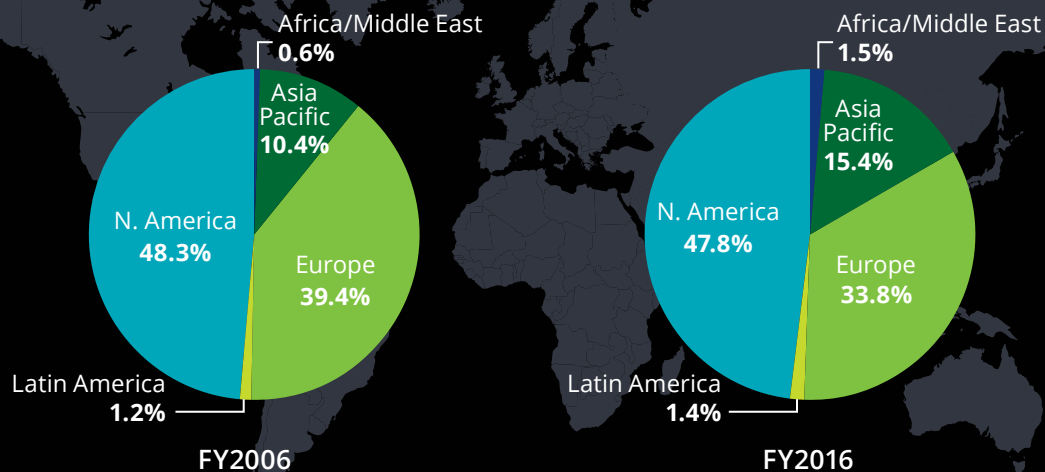 Africa/Middle East
0.6%
Asia
Pacific
10.4%
N. America
48.3%
Europe
39.4%
Latin America
1.2%
FY2006
Africa/Middle East
1.5%
Asia
Pacific
15.4%
N. America
47.8%
Europe
33.8%
Latin America
1.4%
FY2016